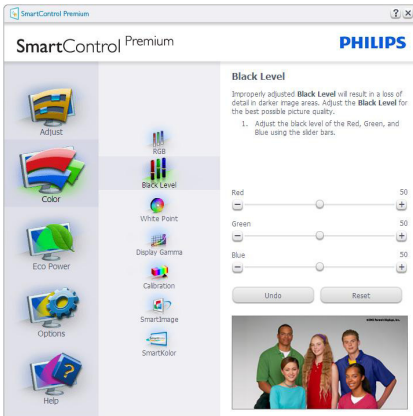 SmartControl Premium
SmartControl Premium
PHILIPS
Adjust
Color
Eco Power
Options
Help
RGB
Black Level
White Point
Display Gamma
Calibration
SmartImage
SmartKolor
Black Level
Improperly adjusted Black Level will result in a loss of
detail in darker image areas. Adjust the Black Level for
the best possible picture quality.
1. Adjust the black level of the Red, Green, and
Blue using the slider bars.
Red 50
Green 50
Blue 50
Undo Reset